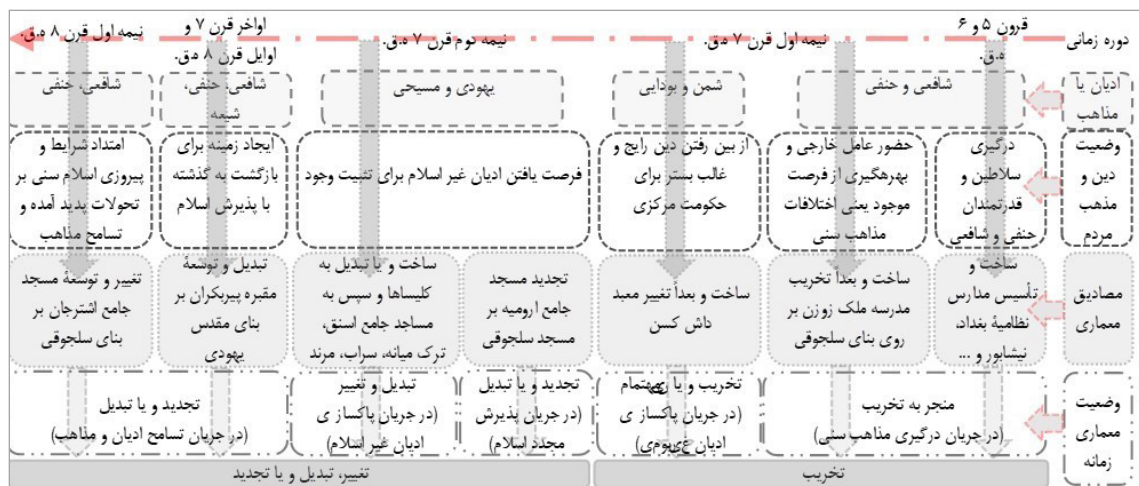 دوره زمانی
قرون ۵ و ۶
ه.ق.
نیمه اول قرن ۷ ه.ق.
نیمه دوم قرن ۷ ه.ق.
اواخر قرن ۷ و
اوایل قرن ۸ ه.ق.
نیمه اول قرن ۸ ه.ق.
ادیان یا
مذاهب
شافعی و حنفی
شمن و بودایی
یهودی و مسیحی
شافعی، حنفی،
شیعه
شافعی، حنفی
وضعیت
دین و
مذهب
مردم
درگیری
سلاطین و
قدرتمندان
حنفی و شافعی
حضور عامل خارجی و
بهرهگیری از فرصت
موجود یعنی اختلافات
مذاهب سنی
از بین رفتن دین رایج و
غالب بستر برای
حکومت مرکزی
فرصت یافتن ادیان غیر اسلام برای تثبیت وجود
ایجاد زمینه برای
بازگشت به گذشته
با پذیرش اسلام
امتداد شرایط و
پیروزی اسلام سنی بر
تحولات پدید آمده و
تسامح مذاهب
مصادیق
معماری
ساخت و
تأسیس مدارس
نظامیهٔ بغداد،
نیشابور و ...
ساخت و بعداً تخریب
مدرسه ملک زوزن بر
روی بنای سلجوقی
ساخت و بعداً تغییر معبد
داش کسن
تجدید مسجد
جامع ارومیه بر
مسجد سلجوقی
ساخت و یا تبدیل به
کلیساها و سپس به
مساجد جامع اسنق،
ترک میانه، سراب، مرند
تبدیل و توسعهٔ
مقبره پیربکران بر
بنای مقدس
یهودی
تغییر و توسعهٔ مسجد
جامع اشترجان بر
بنای سلجوقی
وضعیت
معماری
زمانه
منجر به تخریب
(در جریان درگیری مذاهب سنی)
تخریب و یا
(در جریان پاکساز ی
ادیان
تجدید و یا تبدیل
(در جریان پذیرش
مجدد اسلام)
تبدیل و تغییر
(در جریان پاکساز ی
ادیان غیر اسلام)
تجدید و یا تبدیل
(در جریان تسامح ادیان و مذاهب)
تخریب
تغییر، تبدیل و یا تجدید